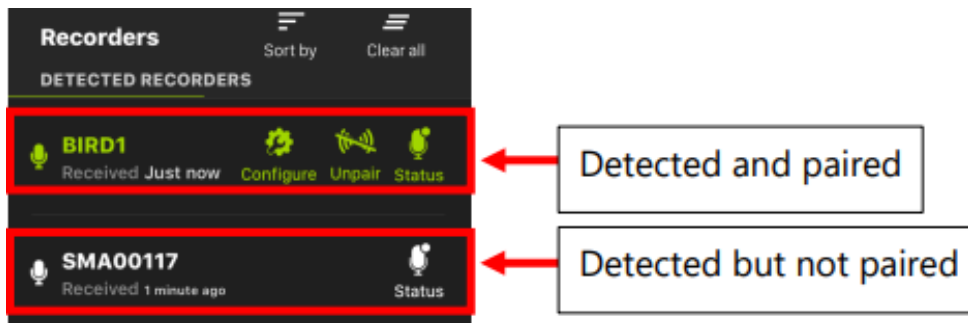 Recorders
Sort by
Clear all
DETECTED RECORDERS
BIRD1
Received Just now
Configure
Unpair
Status
Detected and paired
SMA00117
Received 1 minute ago
Status
Detected but not paired